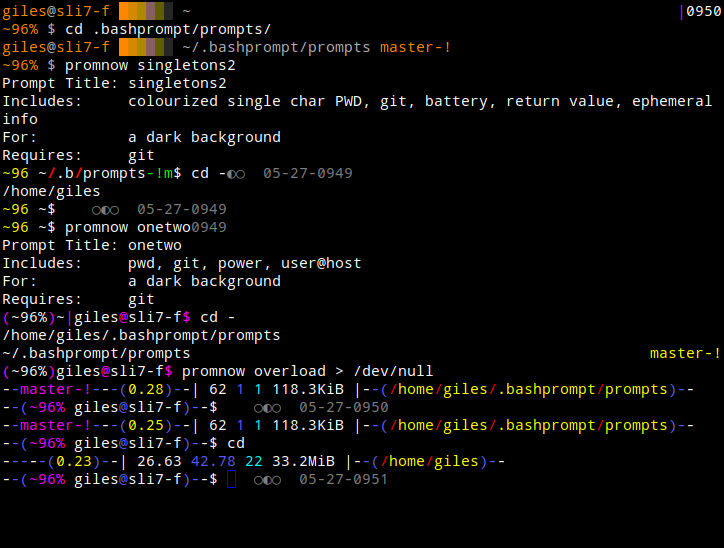 giles@sli7-f ~ |0950
~96% $ cd .bashprompt/prompts/
giles@sli7-f ~/.bashprompt/prompts master-!
~96% $ promnow singletons2
Prompt Title: singletons2
Includes: colourized single char PWD, git, battery, return value, ephemeral
info
For: a dark background
Requires: git
~96 ~/.b/prompts-!m$ cd -◐○ 05-27-0949
/home/giles
~96 ~$ ○◐○ 05-27-0949
~96 ~$ promnow onetwo0949
Prompt Title: onetwo
Includes: pwd, git, power, user@host
For: a dark background
Requires: git
(~96%)~|giles@sli7-f$ cd -
/home/giles/.bashprompt/prompts
~/.bashprompt/prompts master-!
(~96%)giles@sli7-f$ promnow overload > /dev/null
--master-!---(0.28)--| 62 1 1 118.3KiB |--(/home/giles/.bashprompt/prompts)--
--(~96% giles@sli7-f)--$ ○◐○ 05-27-0950
--master-!---(0.25)--| 62 1 1 118.3KiB |--(/home/giles/.bashprompt/prompts)--
--(~96% giles@sli7-f)--$ cd
-----(0.23)--| 26.63 42.78 22 33.2MiB |--(/home/giles)--
--(~96% giles@sli7-f)--$ ○◐○ 05-27-0951